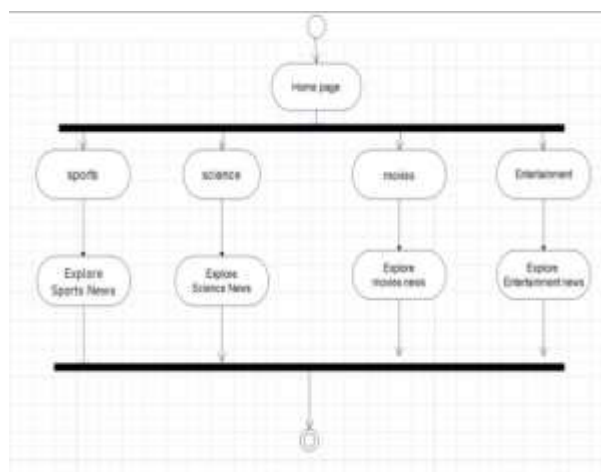 Home page
sports
science
movies
Entertainment
Explore
Sports News
Explore
Science News
Explore
movies news
Explore
Entertainment news